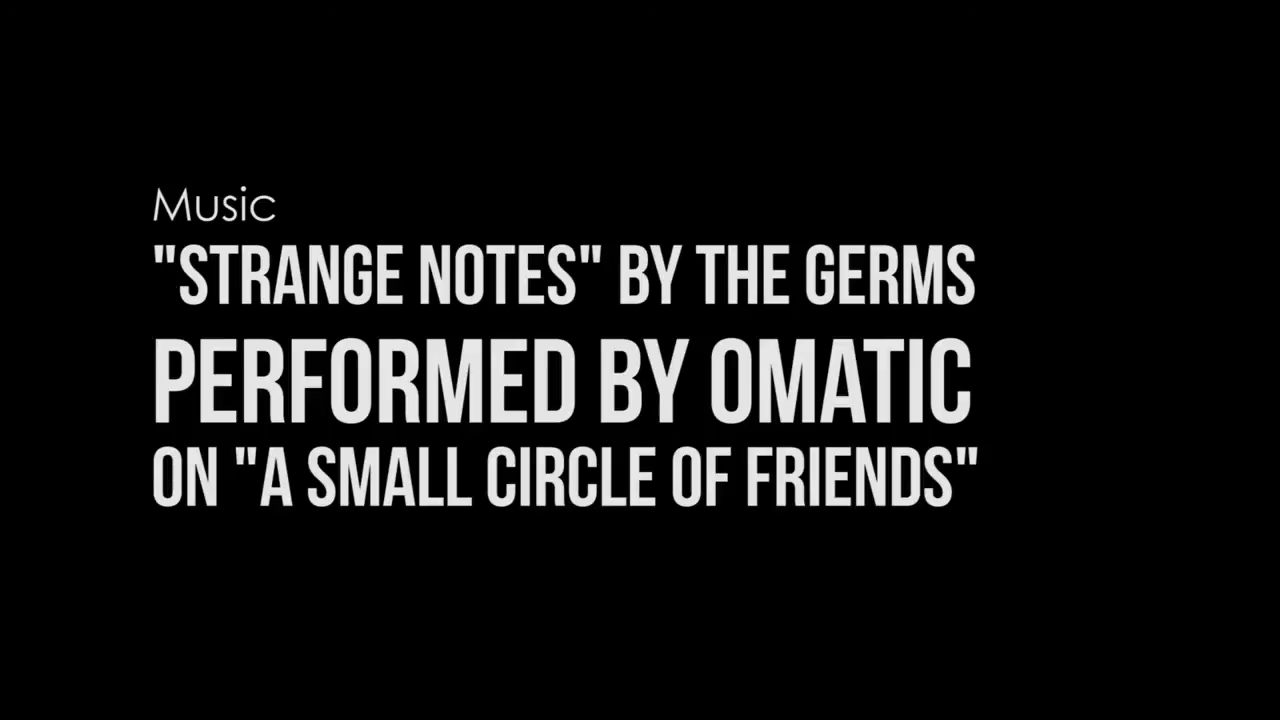 Music
"STRANGE NOTES" BY THE GERMS
PERFORMED BY OMATIC
ON "A SMALL CIRCLE OF FRIENDS"